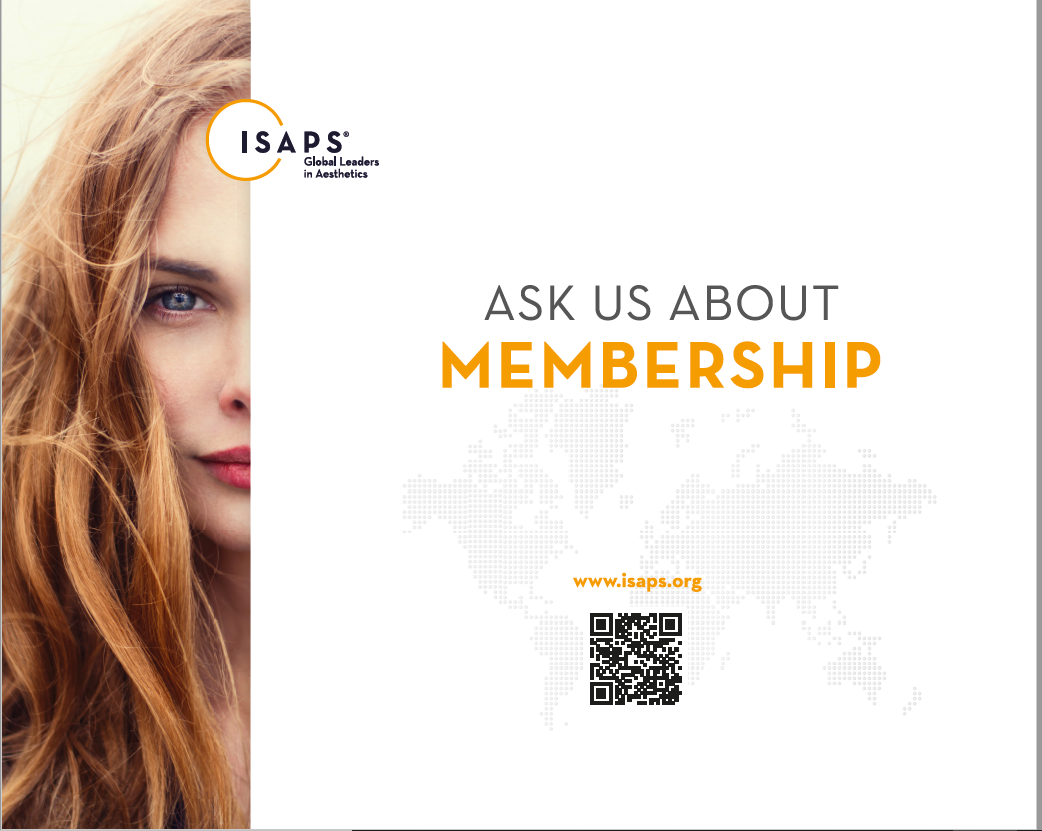 ISAPS®
Global Leaders
in Aesthetics
ASK US ABOUT
MEMBERSHIP
www.isaps.org